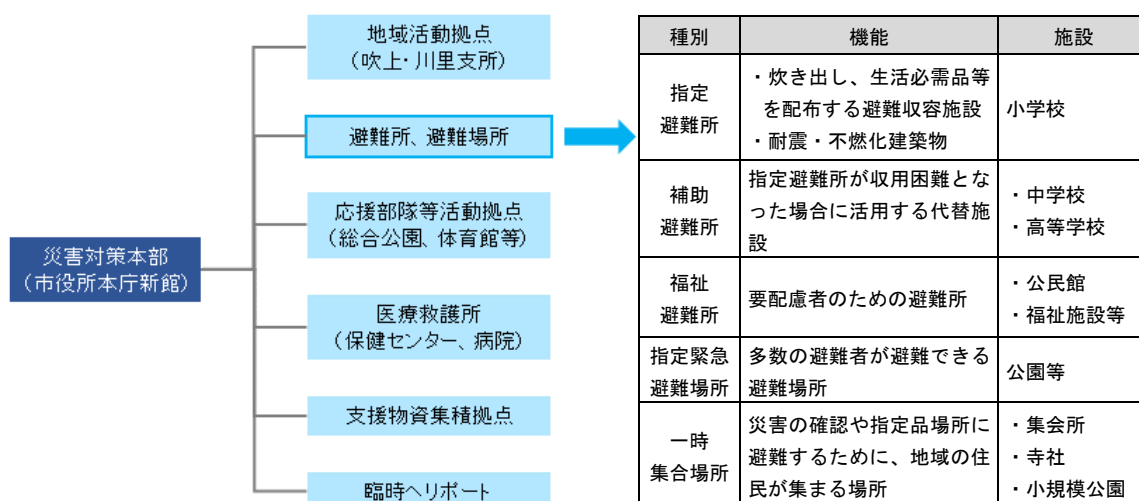 地域活動拠点
（吹上・川里支所）
避難所、避難場所
応援部隊等活動拠点
（総合公園、体育館等）
災害対策本部
（市役所本庁新館）
医療救護所
（保健センター、病院）
支援物資集積拠点
臨時ヘリポート
種別 機能 施設
指定
避難所
・炊き出し、生活必需品等
を配布する避難収容施設
・耐震・不燃化建築物
小学校
補助
避難所
指定避難所が収用困難とな
った場合に活用する代替施
設
・中学校
・高等学校
福祉
避難所
要配慮者のための避難所
・公民館
・福祉施設等
指定緊急
避難場所
多数の避難者が避難できる
避難場所
公園等
一時
集合場所
災害の確認や指定品場所に
避難するために、地域の住
民が集まる場所
・集会所
・寺社
・小規模公園